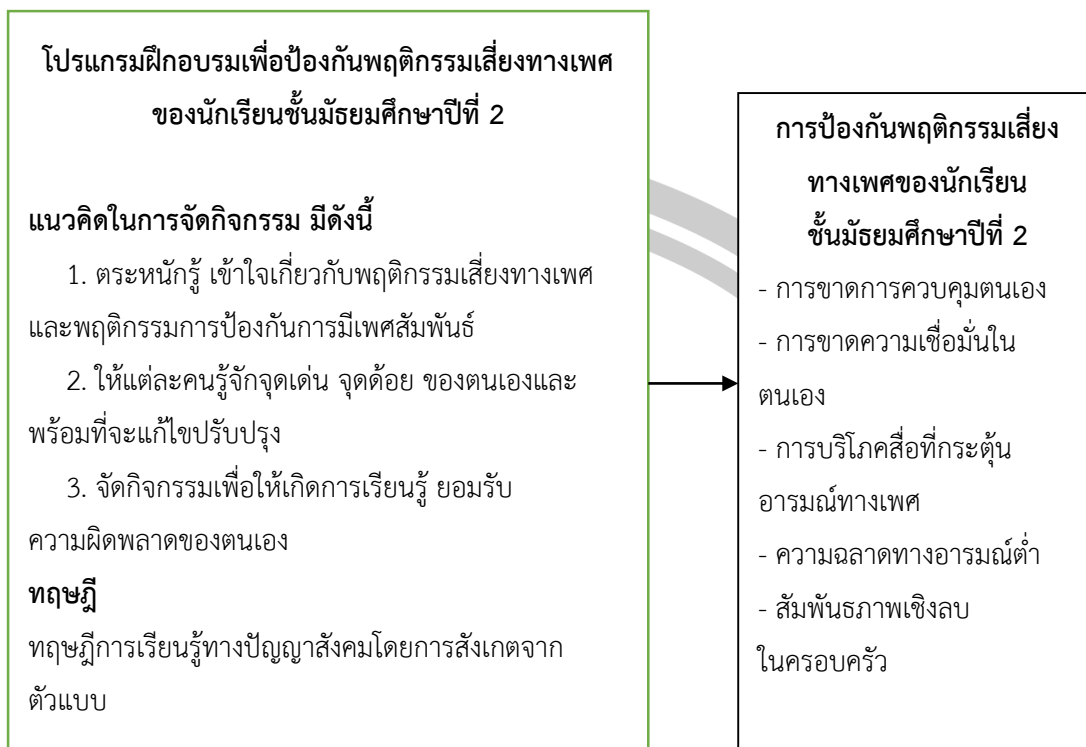 โปรแกรมฝึกอบรมเพื่อป้องกันพฤติกรรมเสี่ยงทางเพศ
ของนักเรียนชั้นมัธยมศึกษาปีที่ 2
แนวคิดในการจัดกิจกรรม มีดังนี้
1. ตระหนักรู้ เข้าใจเกี่ยวกับพฤติกรรมเสี่ยงทางเพศ
และพฤติกรรมการป้องกันการมีเพศสัมพันธ์
2. ให้แต่ละคนรู้จักจุดเด่น จุดด้อย ของตนเองและ
พร้อมที่จะแก้ไขปรับปรุง
3. จัดกิจกรรมเพื่อให้เกิดการเรียนรู้ ยอมรับ
ความผิดพลาดของตนเอง
ทฤษฎี
ทฤษฎีการเรียนรู้ทางปัญญาสังคมโดยการสังเกตจาก
ตัวแบบ
การป้องกันพฤติกรรมเสี่ยง
ทางเพศของนักเรียน
ชั้นมัธยมศึกษาปีที่ 2
- การขาดการควบคุมตนเอง
- การขาดความเชื่อมั่นใน
ตนเอง
- การบริโภคสื่อที่กระตุ้น
อารมณ์ทางเพศ
- ความฉลาดทางอารมณ์ต่ำ
- สัมพันธภาพเชิงลบ
ในครอบครัว